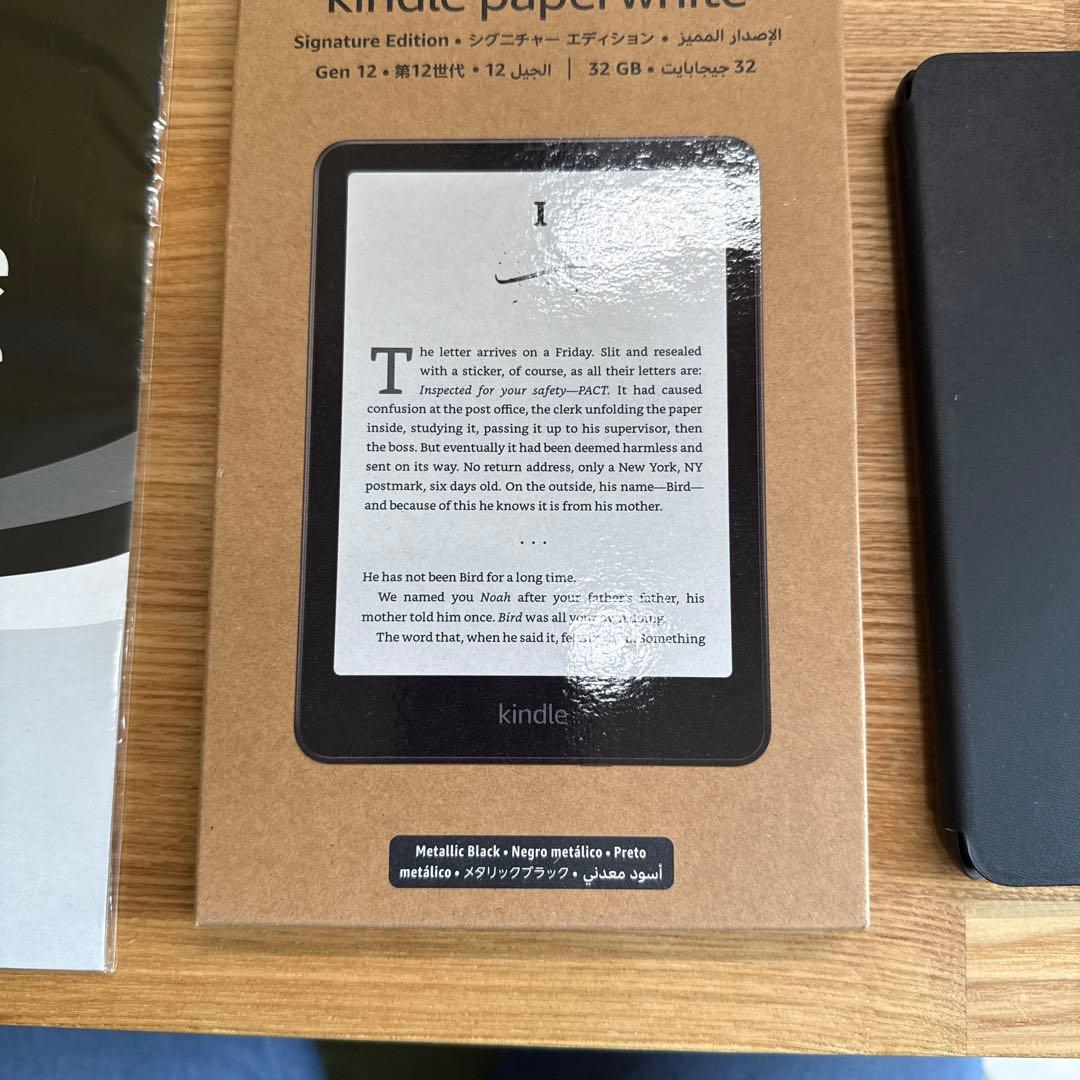 kindle paperwhite
Signature Edition • シグニチャー エディション • الإصدار المميز
Gen 12 • 第12世代 • الجيل 12 | 32 GB • 32 جيجابايت
I
The letter arrives on a Friday. Slit and resealed
with a sticker, of course, as all their letters are:
Inspected for your safety—PACT. It had caused
confusion at the post office, the clerk unfolding the paper
inside, studying it, passing it up to his supervisor, then
the boss. But eventually it had been deemed harmless and
sent on its way. No return address, only a New York, NY
postmark, six days old. On the outside, his name—Bird—
and because of this he knows it is from his mother.
• • •
He has not been Bird for a long time.
We named you Noah after your father's father, his
mother told him once. Bird was all your own doing.
The word that, when he said it, Something
kindle
Metallic Black • Negro metálico • Preto
metálico • メタリックブラック • أسود معدني